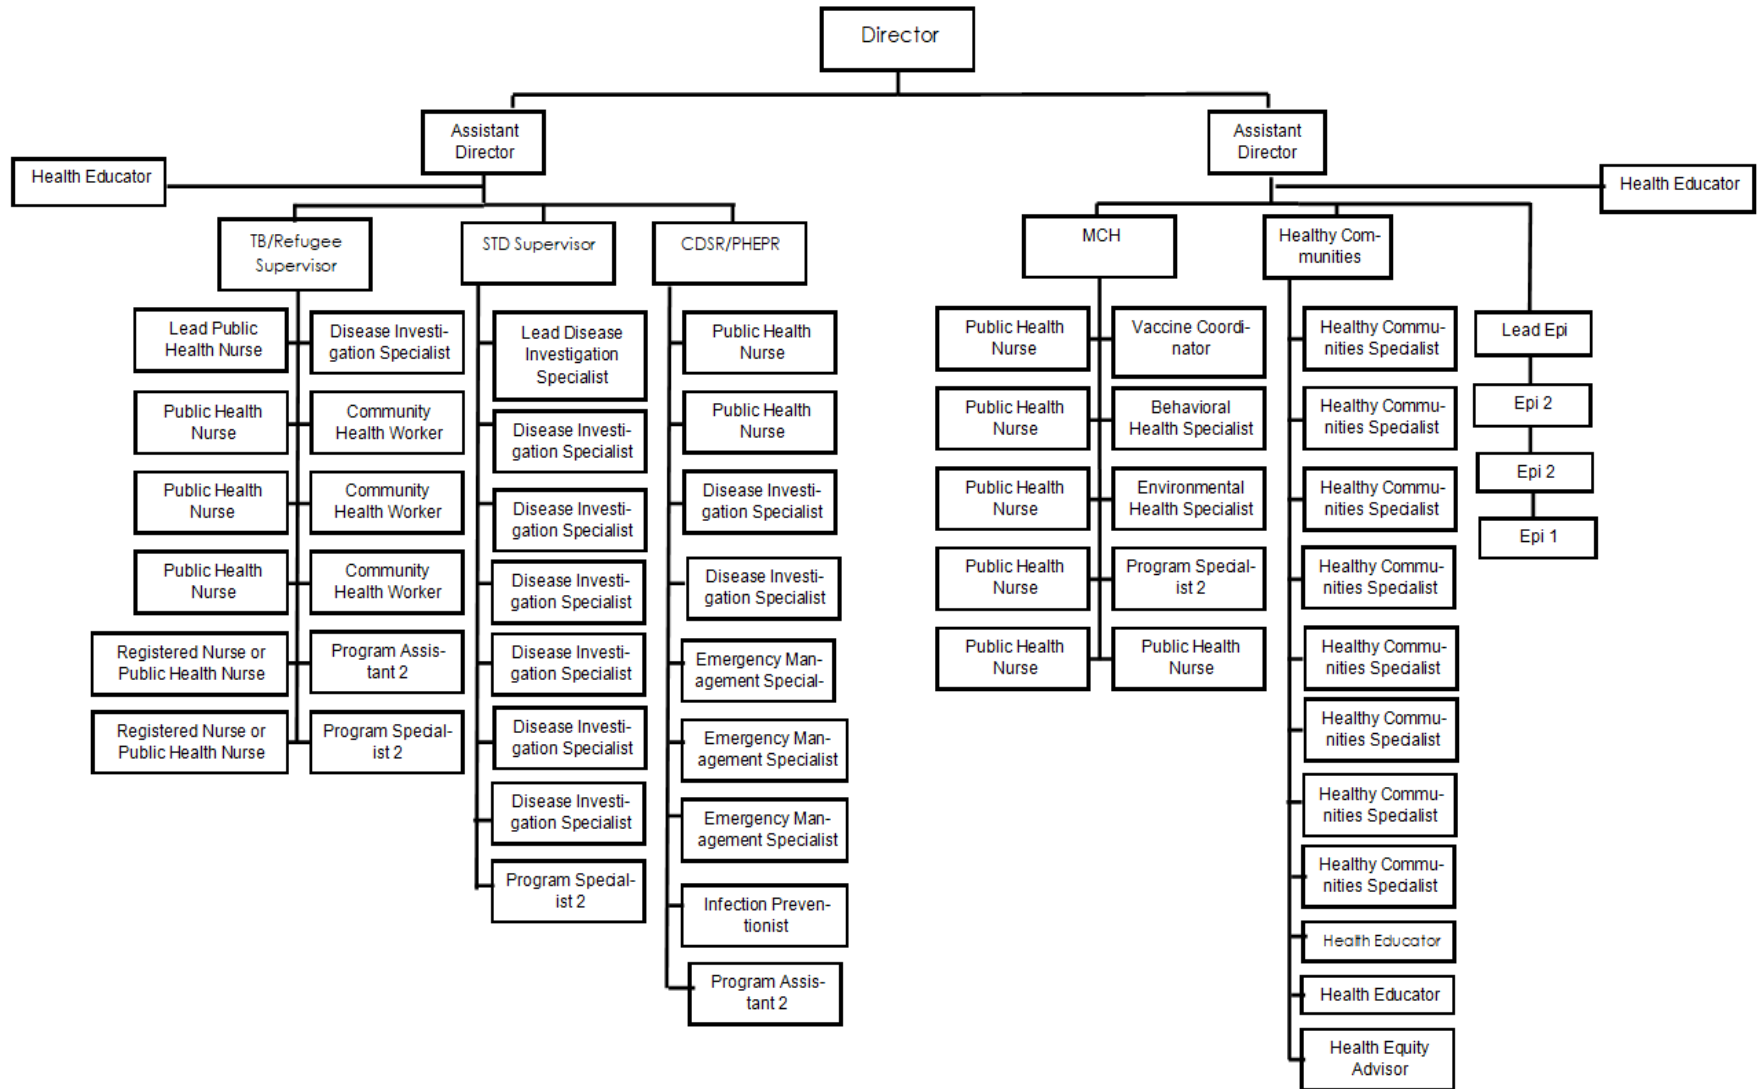 Director
Assistant
Director
Assistant
Director
Health Educator
Health Educator
TB/Refugee
Supervisor
STD Supervisor
CDSR/PHEPR
MCH
Healthy Com-
munities
Lead Public
Health Nurse
Public Health
Nurse
Public Health
Nurse
Public Health
Nurse
Registered Nurse or
Public Health Nurse
Registered Nurse or
Public Health Nurse
Disease Investi-
gation Specialist
Community
Health Worker
Community
Health Worker
Community
Health Worker
Program Assis-
tant 2
Program Special-
ist 2
Lead Disease
Investigation
Specialist
Disease Investi-
gation Specialist
Disease Investi-
gation Specialist
Disease Investi-
gation Specialist
Disease Investi-
gation Specialist
Disease Investi-
gation Specialist
Disease Investi-
gation Specialist
Program Special-
ist 2
Public Health
Nurse
Public Health
Nurse
Disease Investi-
gation Specialist
Disease Investi-
gation Specialist
Emergency Man-
agement Special-
Emergency Man-
agement Specialist
Emergency Man-
agement Specialist
Infection Preven-
tionist
Program Assis-
tant 2
Public Health
Nurse
Public Health
Nurse
Public Health
Nurse
Public Health
Nurse
Public Health
Nurse
Vaccine Coordi-
nator
Behavioral
Health Specialist
Environmental
Health Specialist
Program Special-
ist 2
Public Health
Nurse
Healthy Commu-
nities Specialist
Healthy Commu-
nities Specialist
Healthy Commu-
nities Specialist
Healthy Commu-
nities Specialist
Healthy Commu-
nities Specialist
Healthy Commu-
nities Specialist
Healthy Commu-
nities Specialist
Healthy Commu-
nities Specialist
Health Educator
Health Educator
Health Equity
Advisor
Lead Epi
Epi 2
Epi 2
Epi 1